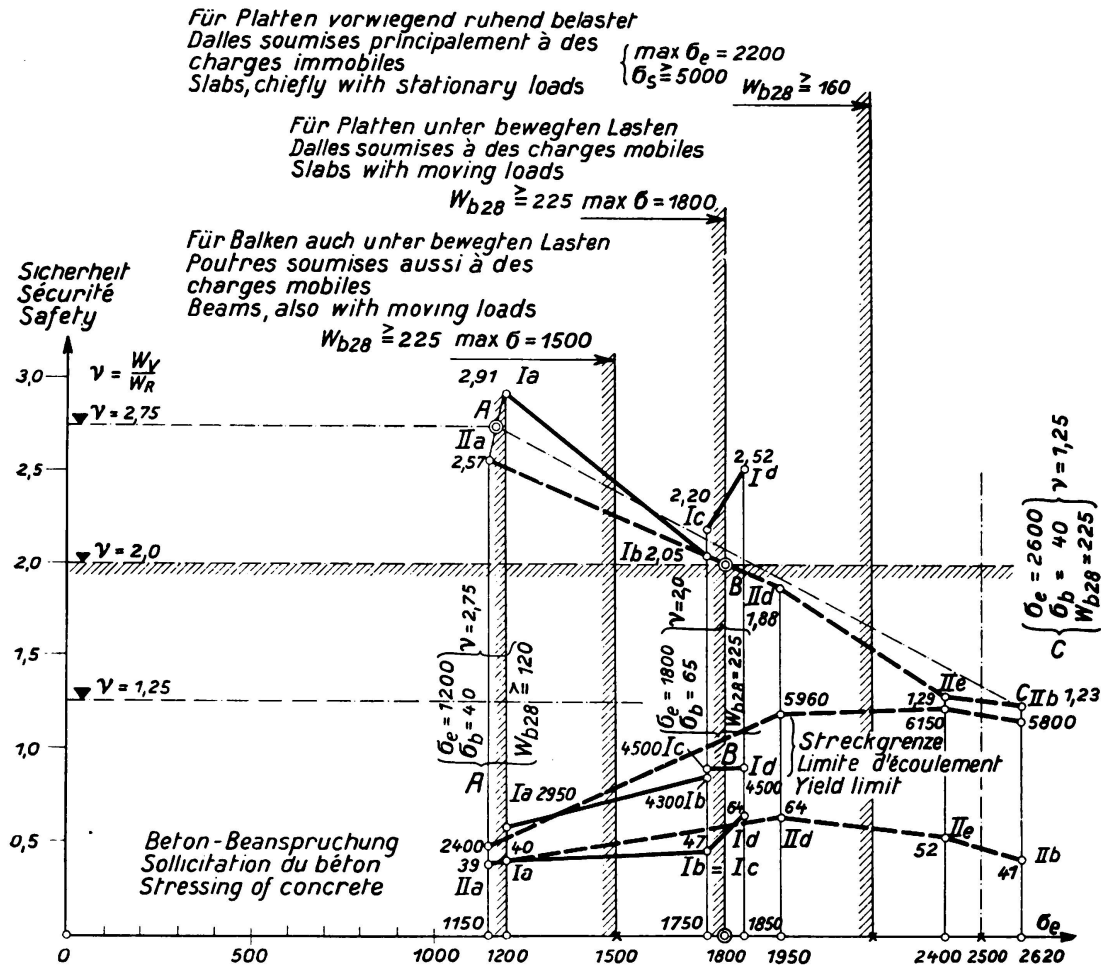 Für Platten vorwiegend ruhend belastet
Dalles soumises principalement à des
charges immobiles
Slabs, chiefly with stationary loads
max σe = 2200
σs ≧ 5000
Wb28 ≧ 160
Für Platten unter bewegten Lasten
Dalles soumises à des charges mobiles
Slabs with moving loads
Wb28 ≧ 225 max σ = 1800
Für Balken auch unter bewegten Lasten
Poutres soumises aussi à des
charges mobiles
Beams, also with moving loads
Wb28 ≧ 225 max σ = 1500
Sicherheit
Sécurité
Safety
ν = Wv/WR
3,0
2,5
2,0
1,5
1,0
0,5
ν = 2,75
ν = 2,0
ν = 1,25
2,91 Ia
A
IIa
2,57
2,20
Ic
2,52
Id
Ib 2,05
B
IId
1,88
σe = 1200
σb = 40
ν = 2,75
Wb28 ≧ 120
A
σe = 1800
σb = 65
ν = 2,0
Wb28 = 225
B
σe = 2600
σb = 40
Wb28 = 225
ν = 1,25
C
IIe
1,29
C IIb 1,23
5960
6150
5800
Streckgrenze
Limite d'écoulement
Yield limit
4500 Ic
Id
4500
4300 Ib
Ia 2950
2400
39
IIa
40
Ia
47
Ib = Ic
64
Id
64
IId
IIe
52
IIb
41
Beton-Beanspruchung
Sollicitation du béton
Stressing of concrete
1150
1750
1850
σe
0
500
1000
1200
1500
1800
1950
2400
2500
2620